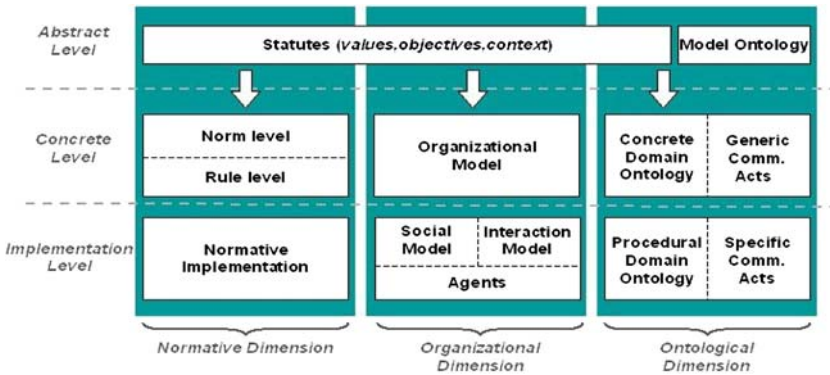 Abstract
Level
Statutes (values,objectives,context)
Model Ontology
Concrete
Level
Norm level
Rule level
Organizational
Model
Concrete
Domain
Ontology
Generic
Comm.
Acts
Implementation
Level
Normative
Implementation
Social
Model
Interaction
Model
Agents
Procedural
Domain
Ontology
Specific
Comm.
Acts
Normative Dimension
Organizational
Dimension
Ontological
Dimension